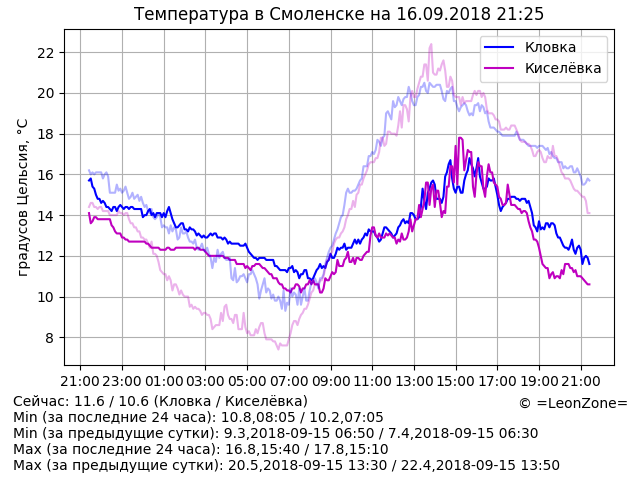 Температура в Смоленске на 16.09.2018 21:25
Кловка
Киселёвка
градусов Цельсия, °C
22
20
18
16
14
12
10
8
21:00 23:00 01:00 03:00 05:00 07:00 09:00 11:00 13:00 15:00 17:00 19:00 21:00
Сейчас: 11.6 / 10.6 (Кловка / Киселёвка)
© =LeonZone=
Min (за последние 24 часа): 10.8,08:05 / 10.2,07:05
Min (за предыдущие сутки): 9.3,2018-09-15 06:50 / 7.4,2018-09-15 06:30
Max (за последние 24 часа): 16.8,15:40 / 17.8,15:10
Max (за предыдущие сутки): 20.5,2018-09-15 13:30 / 22.4,2018-09-15 13:50